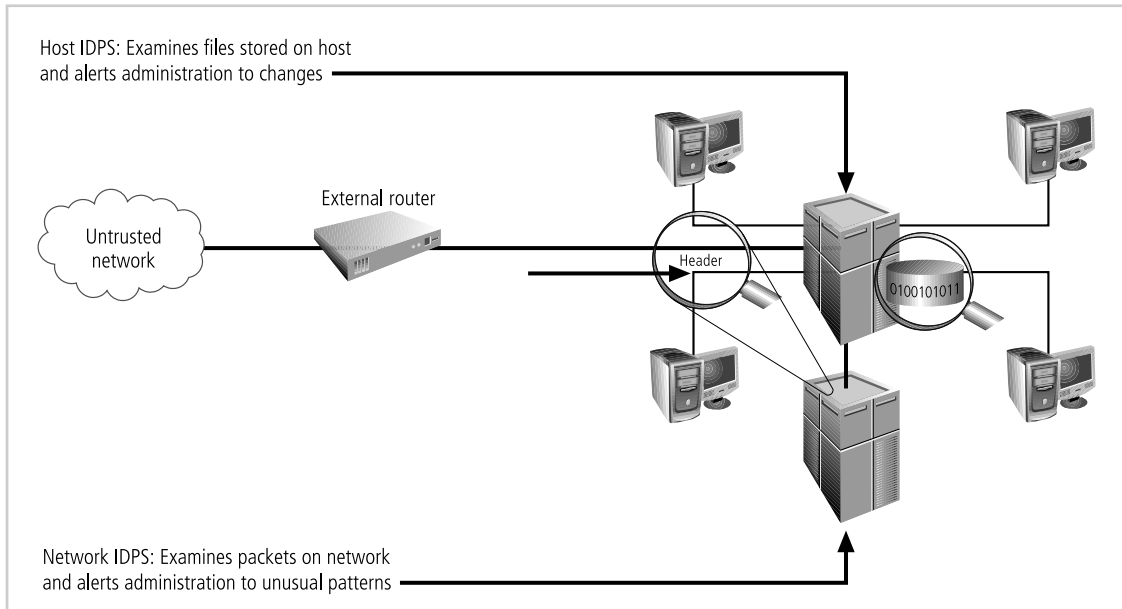 Host IDPS: Examines files stored on host
and alerts administration to changes
External router
Untrusted
network
Header
0100101011
Network IDPS: Examines packets on network
and alerts administration to unusual patterns